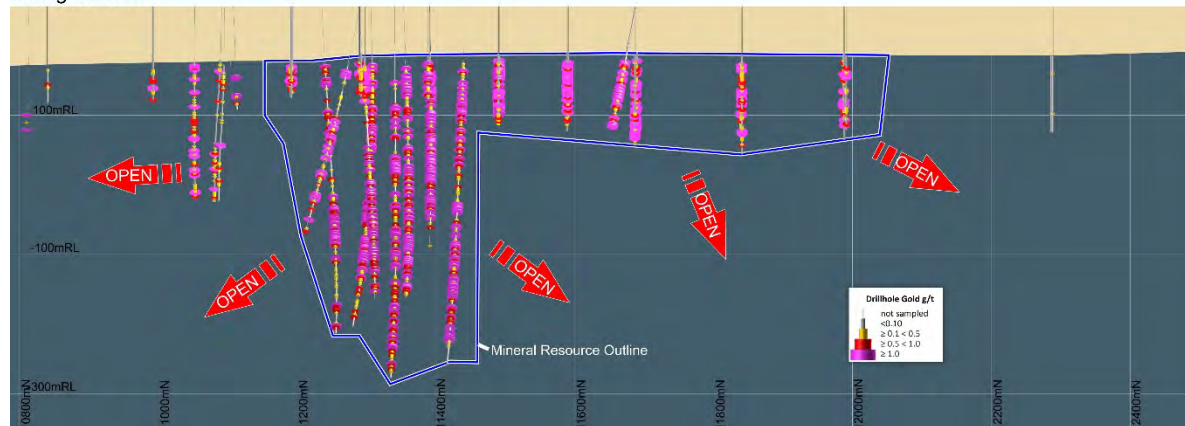 100mRL
OPEN
OPEN
OPEN
-100mRL
OPEN
OPEN
Drillhole Gold g/t
not sampled
<0.10
≥ 0.1 < 0.5
≥ 0.5 < 1.0
≥ 1.0
Mineral Resource Outline
-300mRL
0800mN
1000mN
1200mN
1400mN
1600mN
1800mN
2000mN
2200mN
2400mN